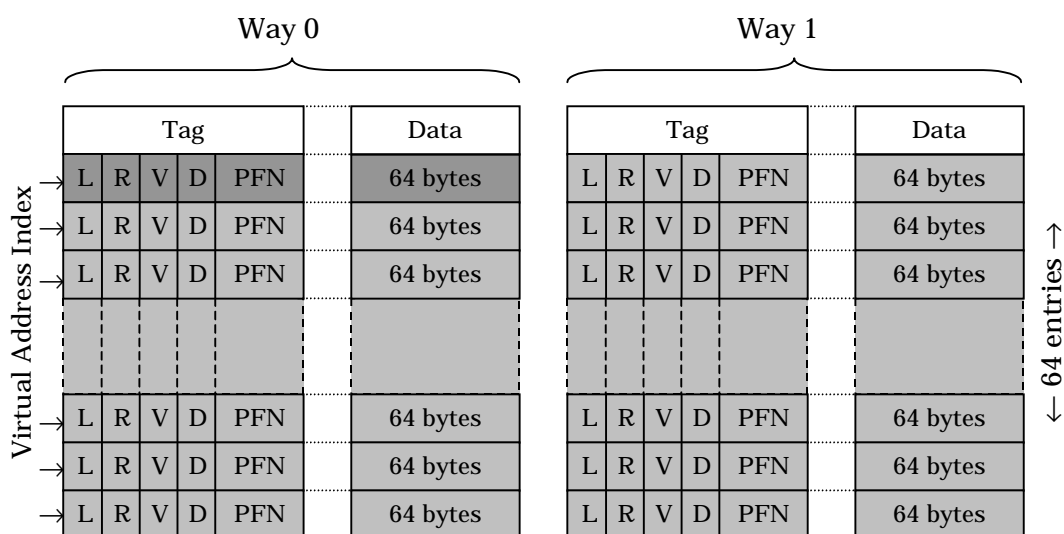 Way 0 Way 1
Tag Data Tag Data
L R V D PFN 64 bytes L R V D PFN 64 bytes
L R V D PFN 64 bytes L R V D PFN 64 bytes
L R V D PFN 64 bytes L R V D PFN 64 bytes
L R V D PFN 64 bytes L R V D PFN 64 bytes
L R V D PFN 64 bytes L R V D PFN 64 bytes
L R V D PFN 64 bytes L R V D PFN 64 bytes
Virtual Address Index
← 64 entries →